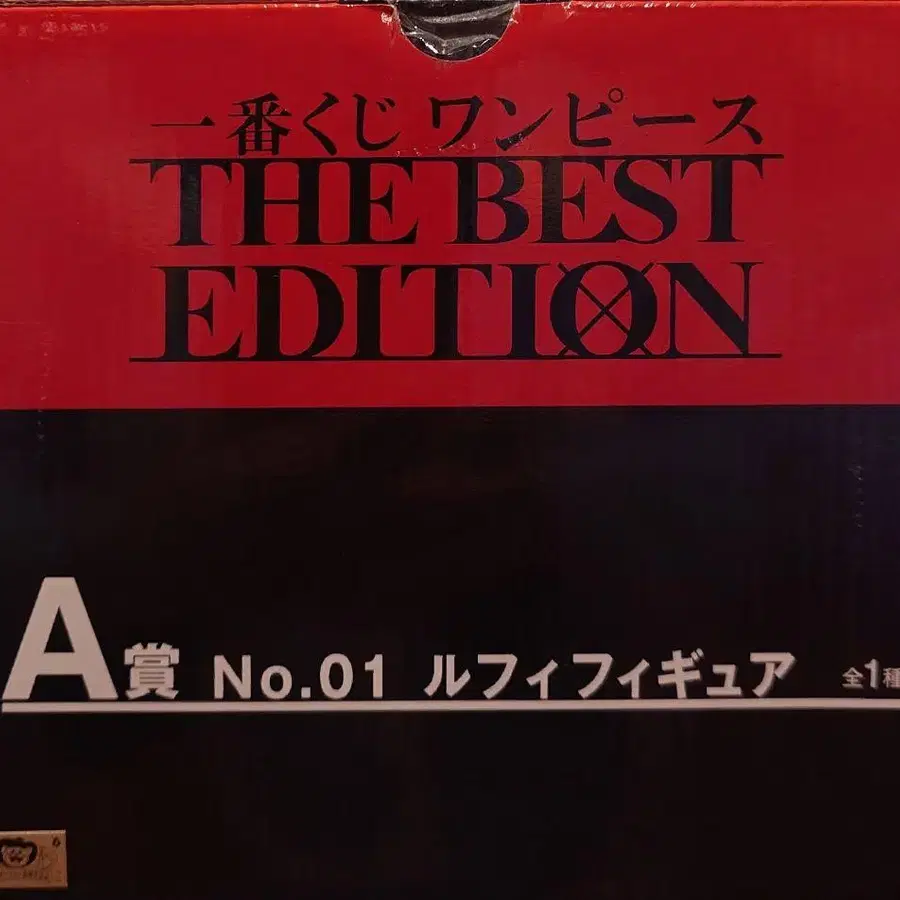 一番くじ ワンピース
THE BEST
EDITION
A賞 No.01 ルフィフィギュア 全1種